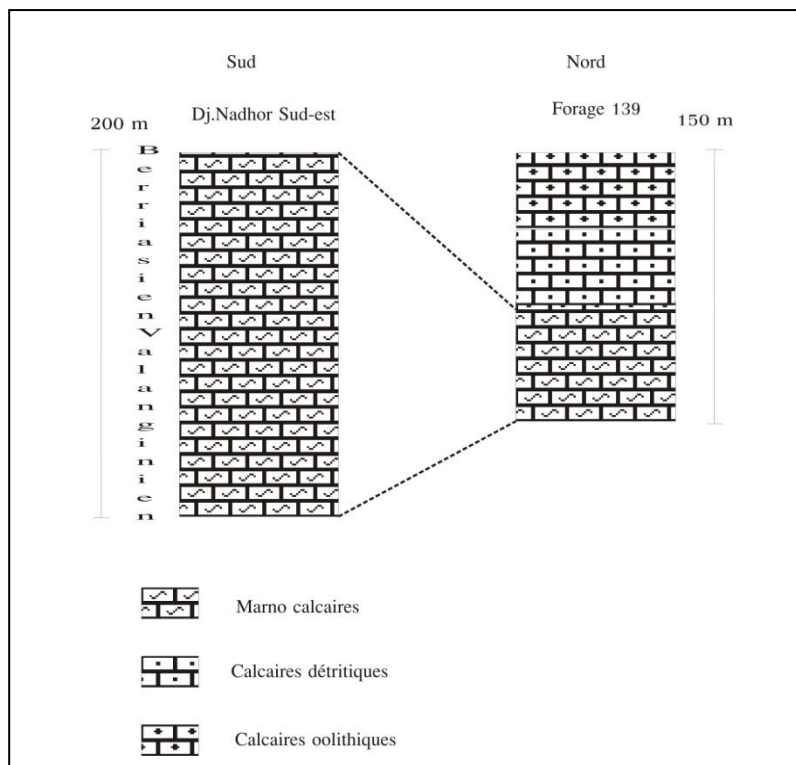 Sud
Nord
Dj.Nadhor Sud-est
Forage 139
200 m
150 m
Berriasien Valanginien
Marno calcaires
Calcaires détritiques
Calcaires oolithiques